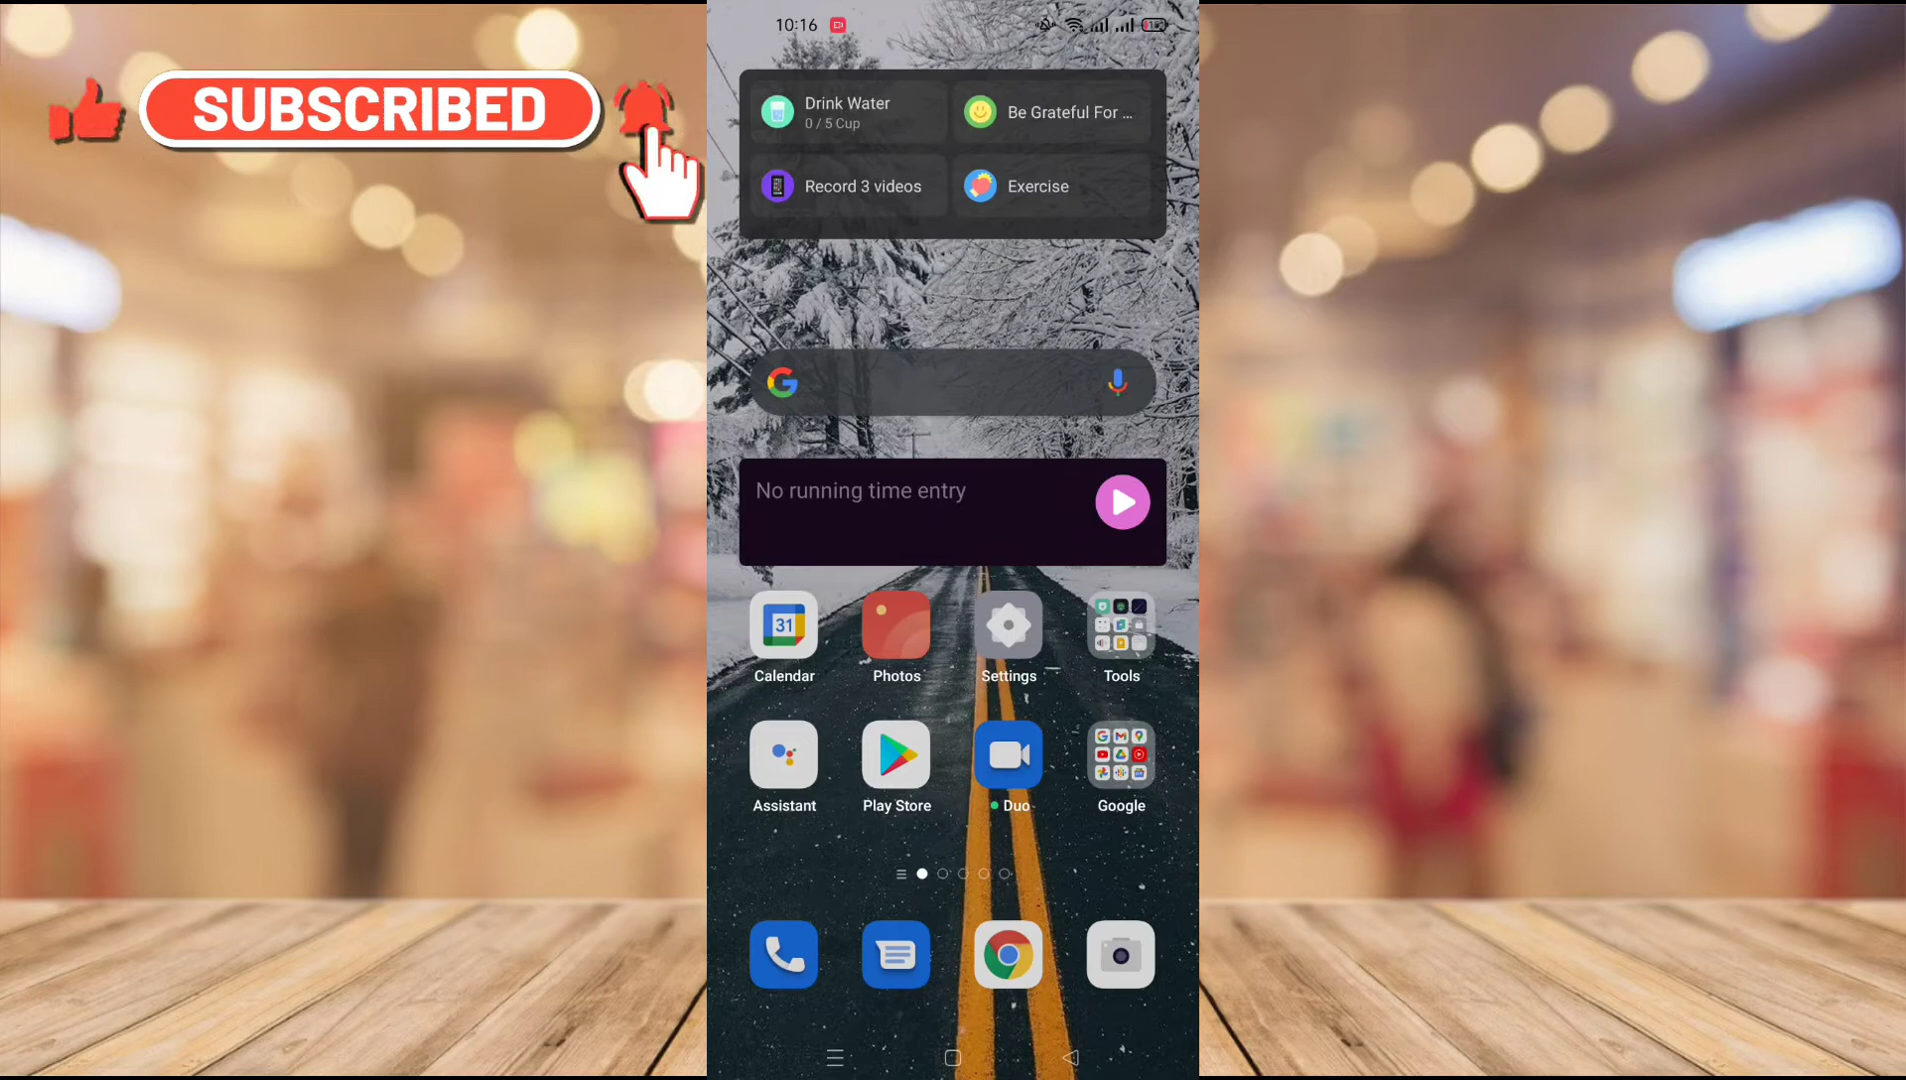 SUBSCRIBED
10:16
Drink Water
0 / 5 Cup
Be Grateful For ...
Record 3 videos
Exercise
No running time entry
31
Calendar
Photos
Settings
Tools
Assistant
Play Store
Duo
Google